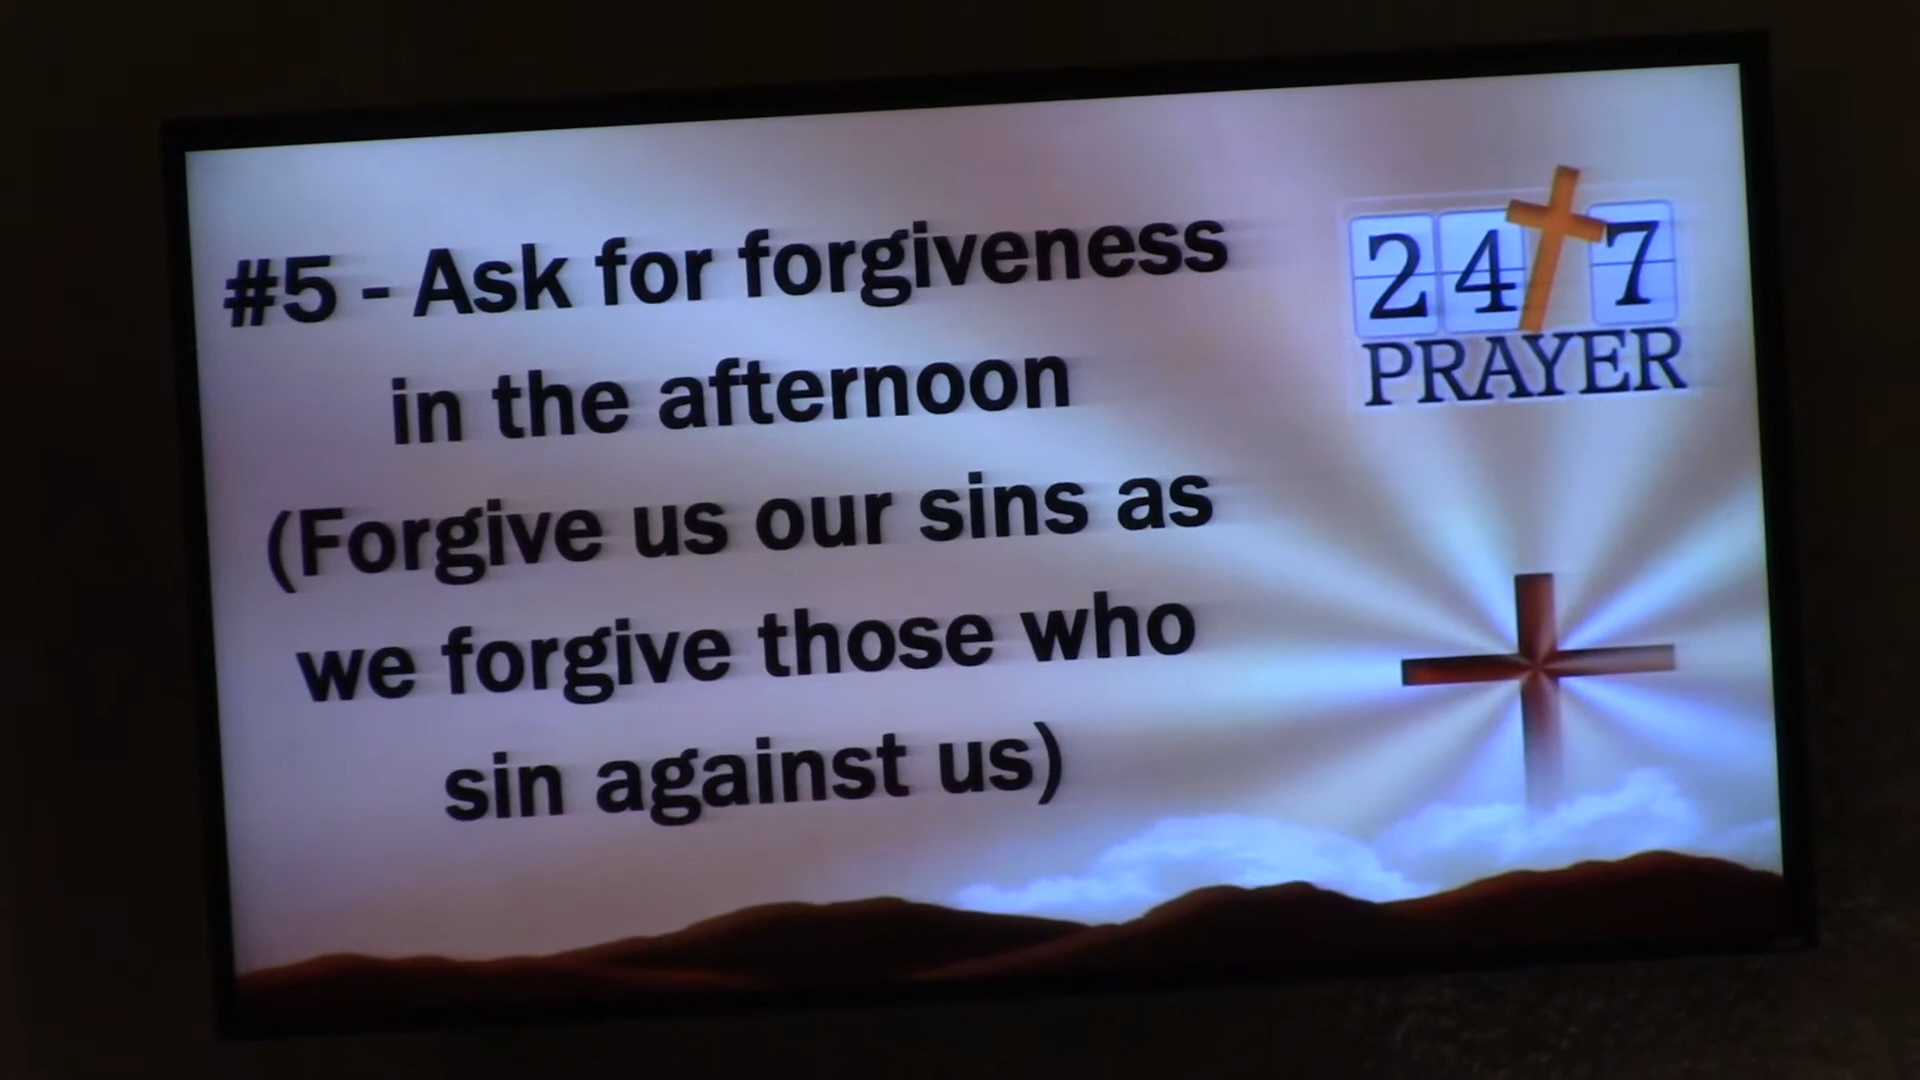 #5 - Ask for forgiveness
in the afternoon
(Forgive us our sins as
we forgive those who
sin against us)
24 7
PRAYER